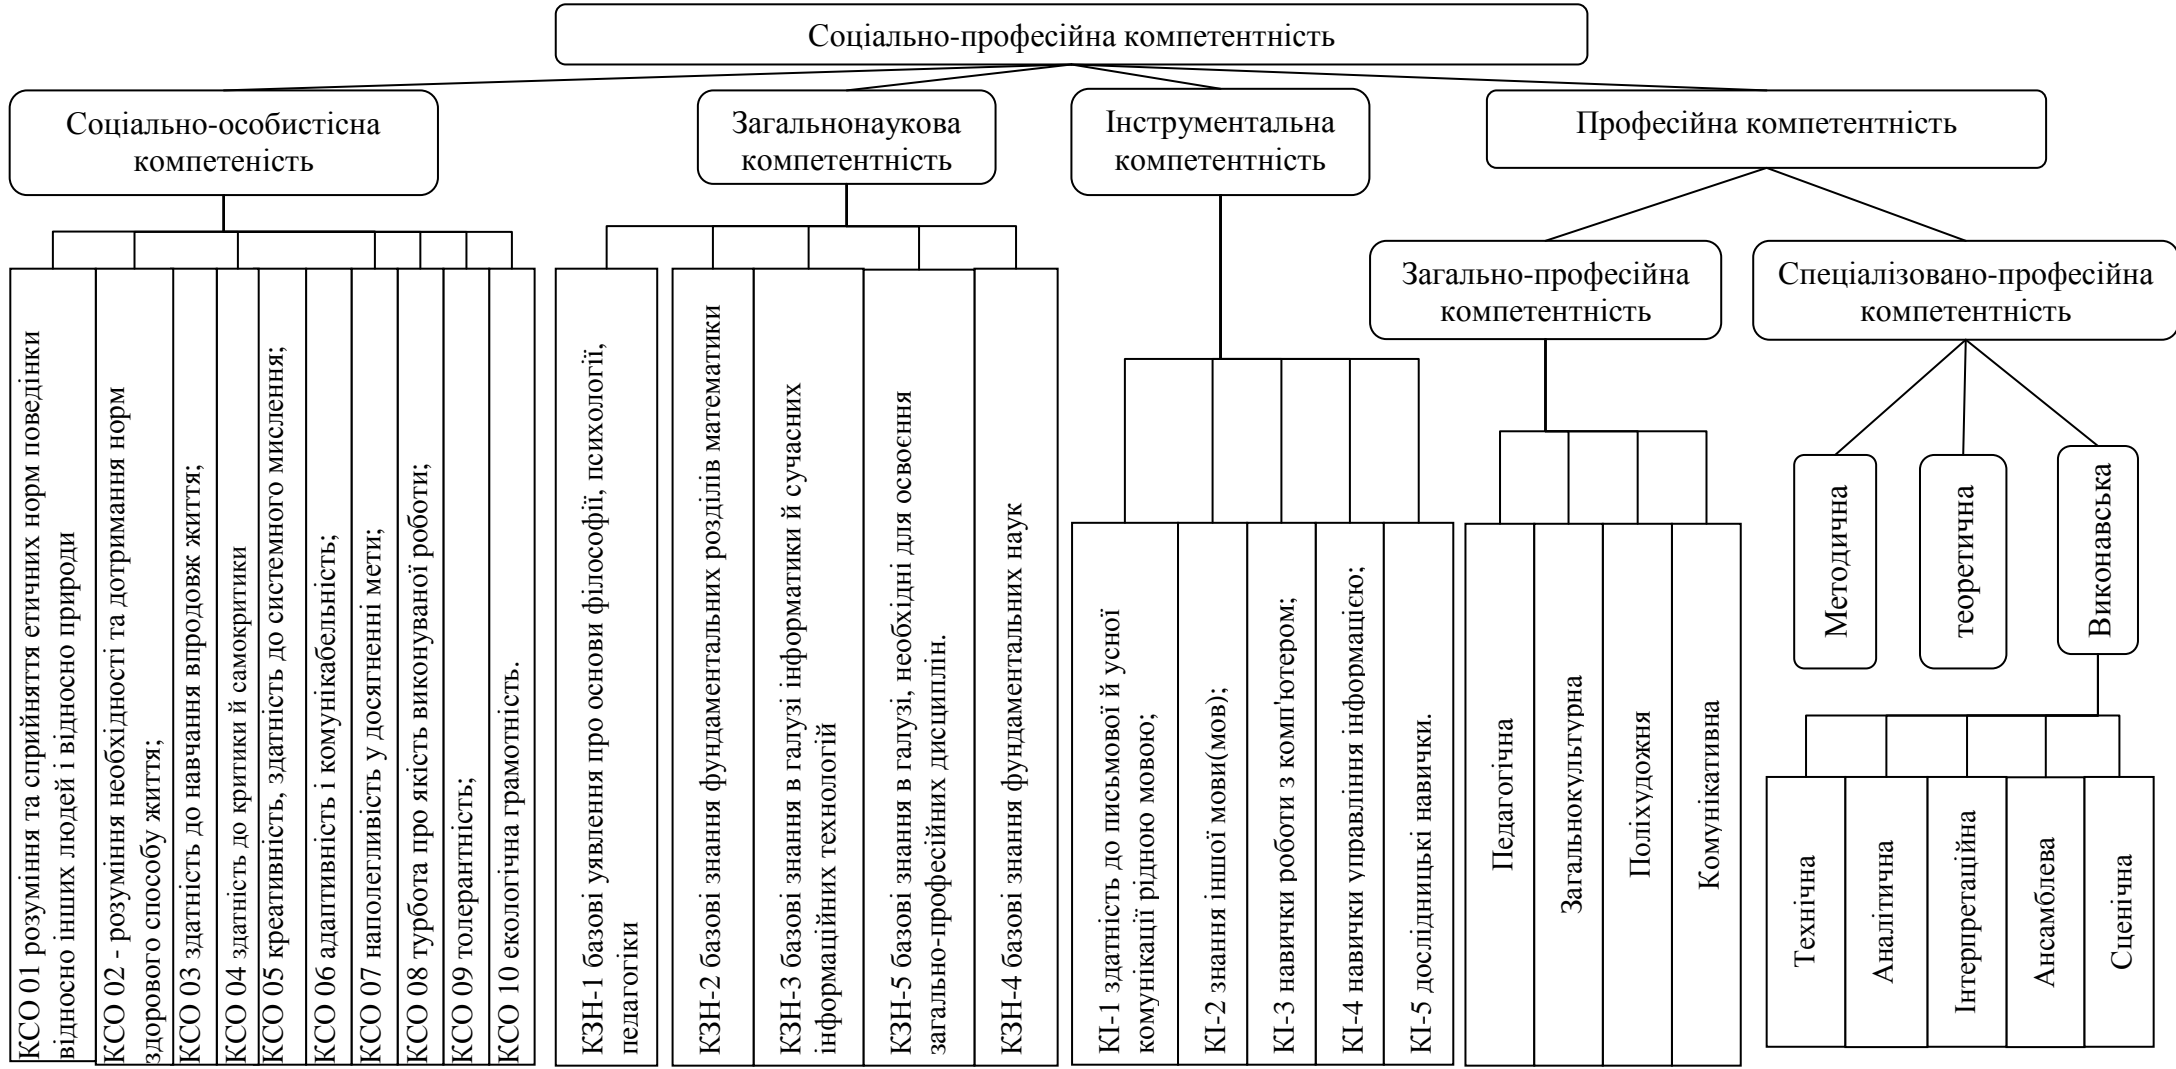 Соціально-професійна компетентність
Соціально-особистісна
компетеність
Загальнонаукова
компетентність
Інструментальна
компетентність
Професійна компетентність
Загально-професійна
компетентність
Спеціалізовано-професійна
компетентність
КСО 01 розуміння та сприйняття етичних норм поведінки
відносно інших людей і відносно природи
КСО 02 - розуміння необхідності та дотримання норм
здорового способу життя;
КСО 03 здатність до навчання впродовж життя;
КСО 04 здатність до критики й самокритики
КСО 05 креативність, здатність до системного мислення;
КСО 06 адаптивність і комунікабельність;
КСО 07 наполегливість у досягненні мети;
КСО 08 турбота про якість виконуваної роботи;
КСО 09 толерантність;
КСО 10 екологічна грамотність.
КЗН-1 базові уявлення про основи філософії, психології,
педагогіки
КЗН-2 базові знання фундаментальних розділів математики
КЗН-3 базові знання в галузі інформатики й сучасних
інформаційних технологій
КЗН-5 базові знання в галузі, необхідні для освоєння
загально-професійних дисциплін.
КЗН-4 базові знання фундаментальних наук
КІ-1 здатність до письмової й усної
комунікації рідною мовою;
КІ-2 знання іншої мови(мов);
КІ-3 навички роботи з комп'ютером;
КІ-4 навички управління інформацією;
КІ-5 дослідницькі навички.
Педагогічна
Загальнокультурна
Поліхудожня
Комунікативна
Методична
теоретична
Виконавська
Технічна
Аналітична
Інтерпретаційна
Ансамблева
Сценічна